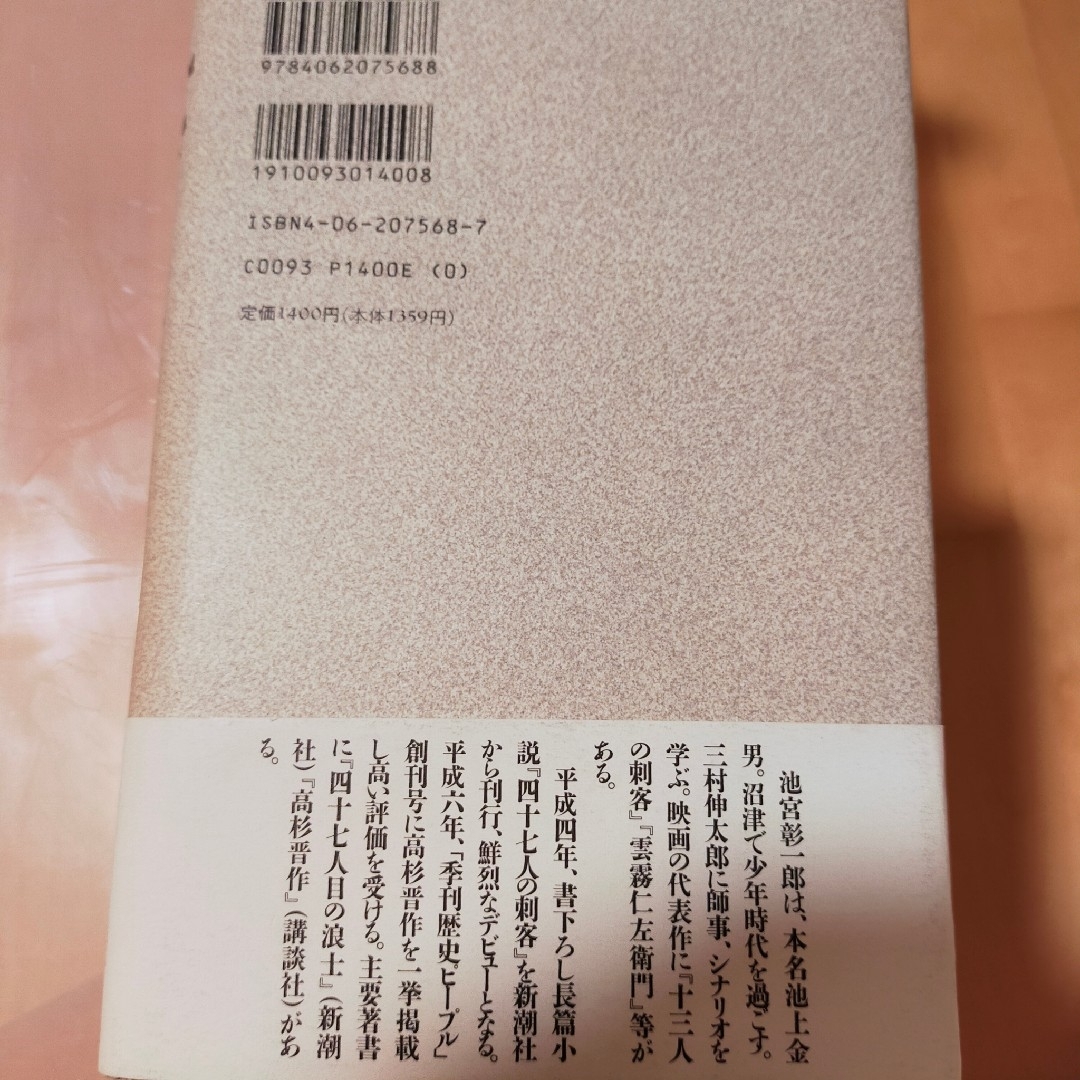 9784062075688
1910093014008
ISBN4-06-207568-7
C0093 P1400E (0)
定価1400円(本体1359円)
池宮彰一郎は、本名池上金
男。沼津で少年時代を過ごす。
三村伸太郎に師事、シナリオを
学ぶ。映画の代表作に『十三人
の刺客』『雲霧仁左衛門』等が
ある。
平成四年、書下ろし長篇小
説『四十七人の刺客』を新潮社
から刊行、鮮烈なデビューとなる。
平成六年、「季刊歴史ピープル」
創刊号に高杉晋作を一挙掲載
し高い評価を受ける。主要著書
に『四十七人目の浪士』(新潮
社)『高杉晋作』(講談社)があ
る。